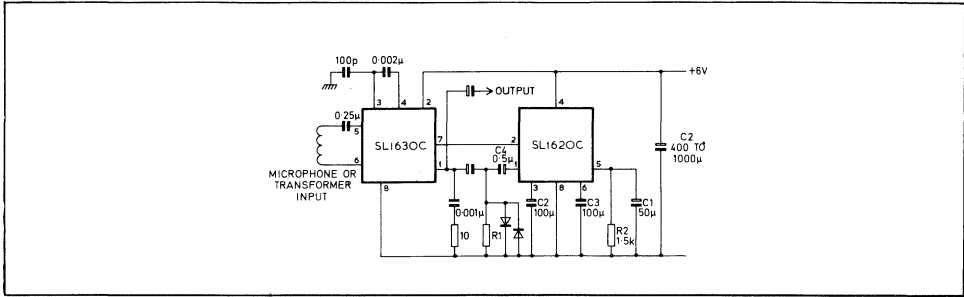 100p
0·002µ
+6V
OUTPUT
3
4
2
4
0·25µ
5
6
SL1630C
7
1
8
C4
0·5µ
2
1
SL1620C
5
3
8
6
C2
400 TO
1000µ
MICROPHONE OR
TRANSFORMER
INPUT
0·001µ
10
R1
C2
100µ
C3
100µ
R2
1·5k
C1
50µ